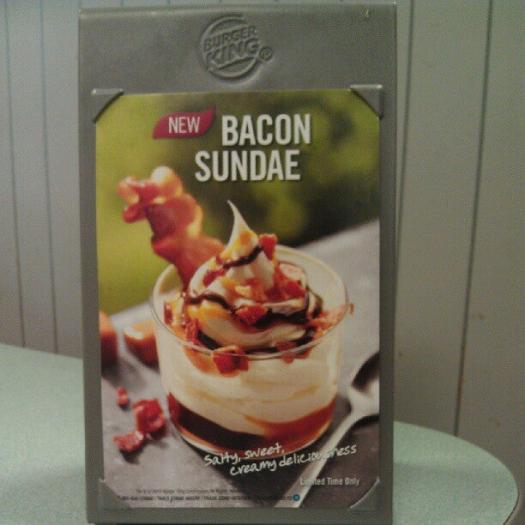 BURGER
KING®
NEW BACON
SUNDAE
Salty, sweet,
creamy deliciousness
Limited Time Only